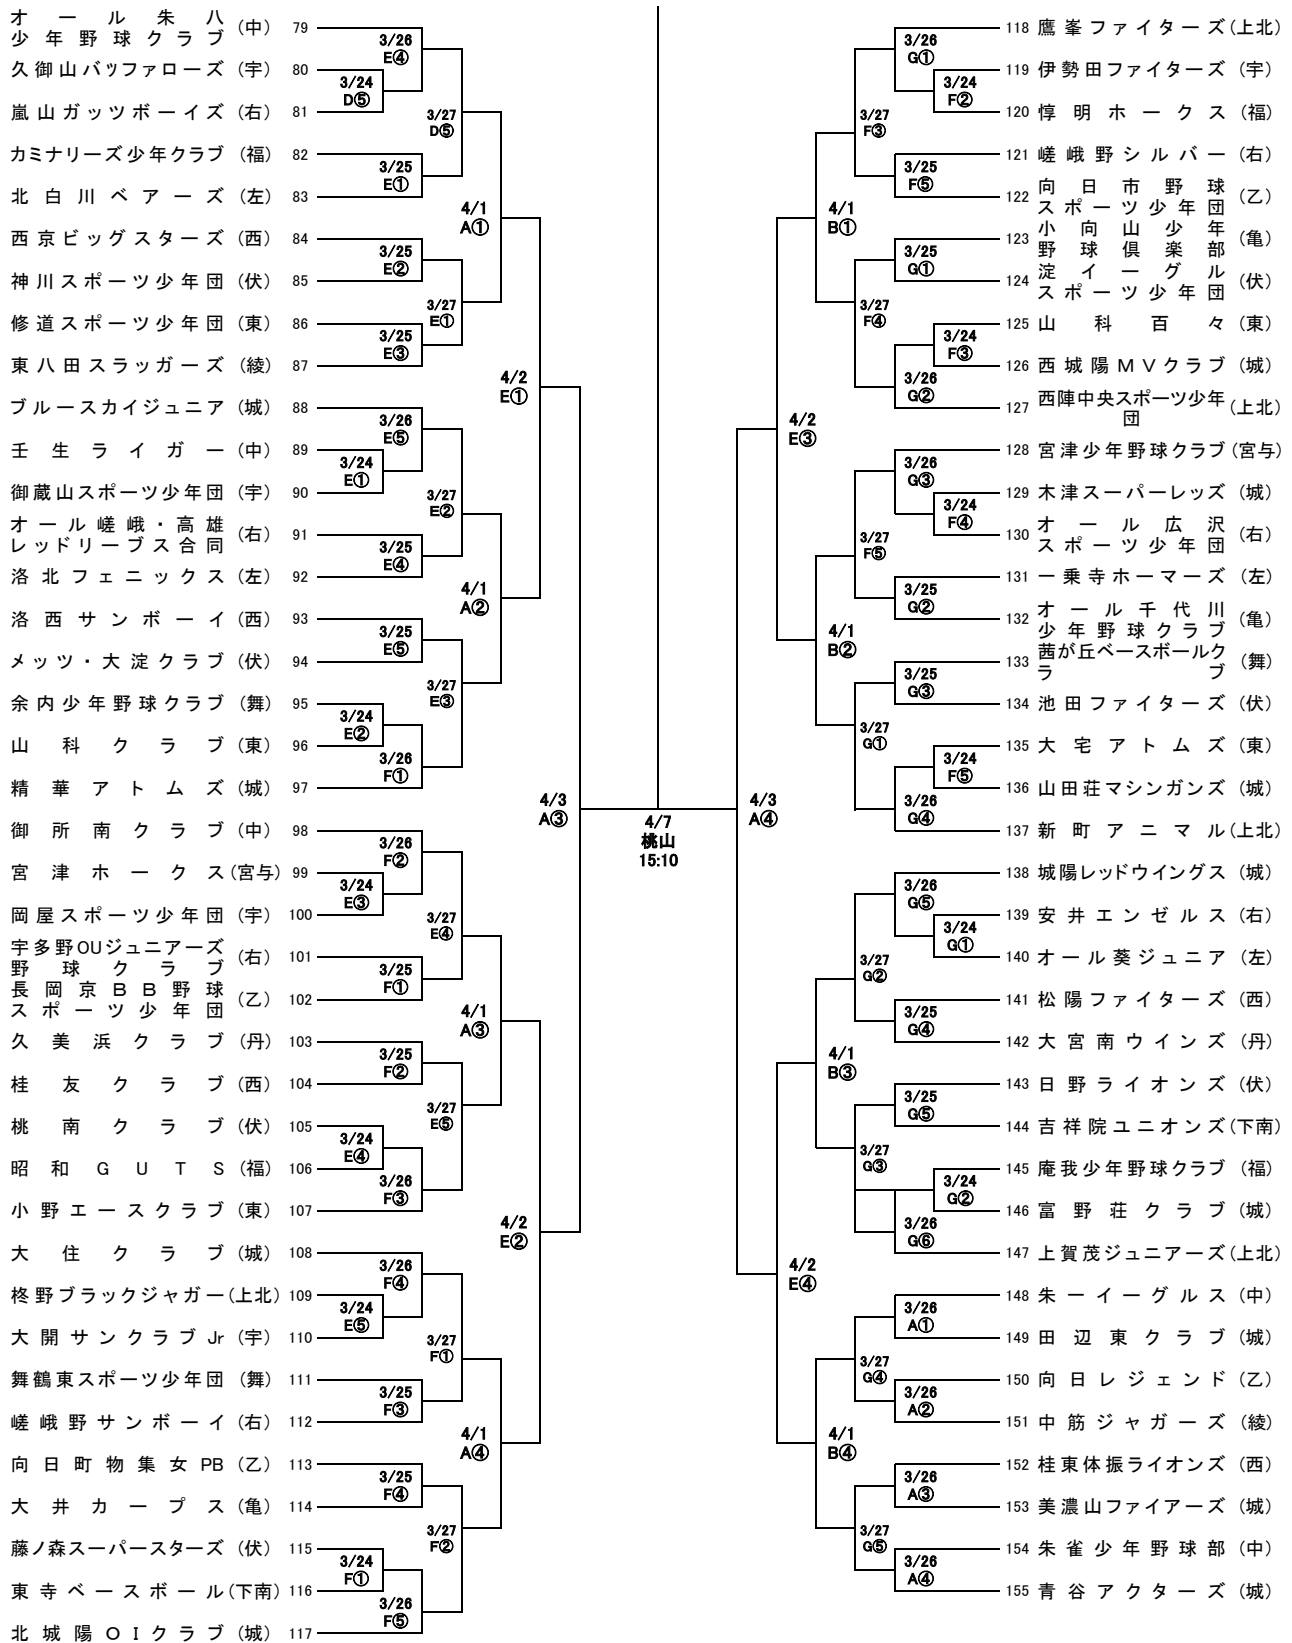 オール朱八
少年野球クラブ (中) 79
久御山バッファローズ (宇) 80
嵐山ガッツボーイズ (右) 81
カミナリーズ少年クラブ (福) 82
北白川ベアーズ (左) 83
西京ビッグスターズ (西) 84
神川スポーツ少年団 (伏) 85
修道スポーツ少年団 (東) 86
東八田スラッガーズ (綾) 87
ブルースカイジュニア (城) 88
壬生ライガー (中) 89
御蔵山スポーツ少年団 (宇) 90
オール嵯峨・高雄
レッドリーブス合同 (右) 91
洛北フェニックス (左) 92
洛西サンボーイ (西) 93
メッツ・大淀クラブ (伏) 94
余内少年野球クラブ (舞) 95
山科クラブ (東) 96
精華アトムズ (城) 97
御所南クラブ (中) 98
宮津ホークス (宮与) 99
岡屋スポーツ少年団 (宇) 100
宇多野OUジュニアーズ
野球クラブ (右) 101
長岡京BB野球
スポーツ少年団 (乙) 102
久美浜クラブ (丹) 103
桂友クラブ (西) 104
桃南クラブ (伏) 105
昭和GUTS (福) 106
小野エースクラブ (東) 107
大住クラブ (城) 108
柊野ブラックジャガー (上北) 109
大開サンクラブJr (宇) 110
舞鶴東スポーツ少年団 (舞) 111
嵯峨野サンボーイ (右) 112
向日町物集女PB (乙) 113
大井カープス (亀) 114
藤ノ森スーパースターズ (伏) 115
東寺ベースボール (下南) 116
北城陽OIクラブ (城) 117
3/24
D⑤
3/24
E①
3/24
E②
3/24
E③
3/24
E④
3/24
E⑤
3/24
F①
3/26
E④
3/25
E①
3/25
E②
3/25
E③
3/26
E⑤
3/25
E④
3/25
E⑤
3/26
F①
3/26
F②
3/25
F①
3/25
F②
3/26
F③
3/26
F④
3/25
F③
3/25
F④
3/26
F⑤
3/27
D⑤
3/27
E①
3/27
E②
3/27
E③
3/27
E④
3/27
E⑤
3/27
F①
3/27
F②
4/1
A①
4/1
A②
4/1
A③
4/1
A④
4/2
E①
4/2
E②
4/3
A③
4/7
桃山
15:10
4/3
A④
4/2
E③
4/2
E④
4/1
B①
4/1
B②
4/1
B③
4/1
B④
3/27
F③
3/27
F④
3/27
F⑤
3/27
G①
3/27
G②
3/27
G③
3/27
G④
3/27
G⑤
3/26
G①
3/25
F⑤
3/25
G①
3/26
G②
3/26
G③
3/25
G②
3/25
G③
3/26
G④
3/26
G⑤
3/25
G④
3/25
G⑤
3/26
G⑥
3/26
A①
3/26
A②
3/26
A③
3/26
A④
3/24
F②
3/24
F③
3/24
F④
3/24
F⑤
3/24
G①
3/24
G②
118 鷹峯ファイターズ (上北)
119 伊勢田ファイターズ (宇)
120 惇明ホークス (福)
121 嵯峨野シルバー (右)
122 向日市野球
スポーツ少年団 (乙)
123 小向山少年
野球倶楽部 (亀)
124 淀イーグル
スポーツ少年団 (伏)
125 山科百々 (東)
126 西城陽MVクラブ (城)
127 西陣中央スポーツ少年
団 (上北)
128 宮津少年野球クラブ (宮与)
129 木津スーパーレッズ (城)
130 オール広沢
スポーツ少年団 (右)
131 一乗寺ホーマーズ (左)
132 オール千代川
少年野球クラブ (亀)
133 茜が丘ベースボールク
ラブ (舞)
134 池田ファイターズ (伏)
135 大宅アトムズ (東)
136 山田荘マシンガンズ (城)
137 新町アニマル (上北)
138 城陽レッドウイングス (城)
139 安井エンゼルス (右)
140 オール葵ジュニア (左)
141 松陽ファイターズ (西)
142 大宮南ウインズ (丹)
143 日野ライオンズ (伏)
144 吉祥院ユニオンズ (下南)
145 庵我少年野球クラブ (福)
146 富野荘クラブ (城)
147 上賀茂ジュニアーズ (上北)
148 朱一イーグルス (中)
149 田辺東クラブ (城)
150 向日レジェンド (乙)
151 中筋ジャガーズ (綾)
152 桂東体振ライオンズ (西)
153 美濃山ファイアーズ (城)
154 朱雀少年野球部 (中)
155 青谷アクターズ (城)